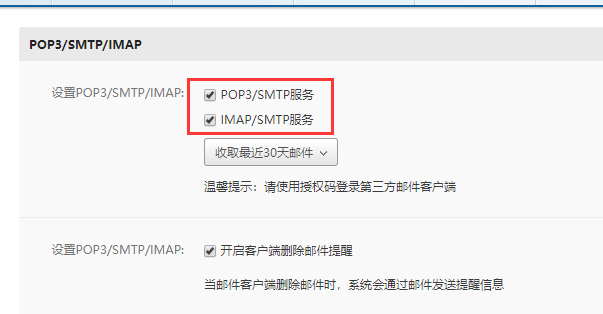 POP3/SMTP/IMAP
设置POP3/SMTP/IMAP: POP3/SMTP服务
IMAP/SMTP服务
收取最近30天邮件
温馨提示：请使用授权码登录第三方邮件客户端
设置POP3/SMTP/IMAP: 开启客户端删除邮件提醒
当邮件客户端删除邮件时，系统会通过邮件发送提醒信息